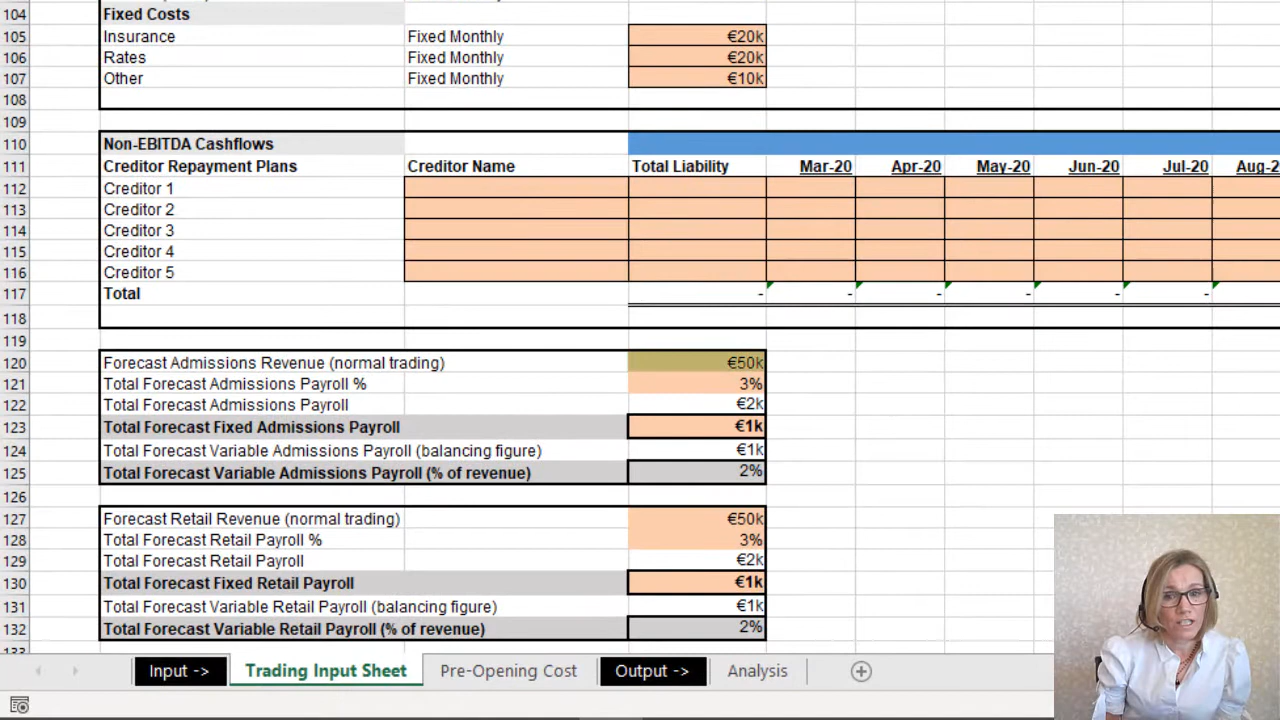 104 Fixed Costs
105 Insurance Fixed Monthly €20k
106 Rates Fixed Monthly €20k
107 Other Fixed Monthly €10k
108
109
110 Non-EBITDA Cashflows
111 Creditor Repayment Plans Creditor Name Total Liability Mar-20 Apr-20 May-20 Jun-20 Jul-20 Aug-2
112 Creditor 1
113 Creditor 2
114 Creditor 3
115 Creditor 4
116 Creditor 5
117 Total - - - - - -
118
119
120 Forecast Admissions Revenue (normal trading) €50k
121 Total Forecast Admissions Payroll % 3%
122 Total Forecast Admissions Payroll €2k
123 Total Forecast Fixed Admissions Payroll €1k
124 Total Forecast Variable Admissions Payroll (balancing figure) €1k
125 Total Forecast Variable Admissions Payroll (% of revenue) 2%
126
127 Forecast Retail Revenue (normal trading) €50k
128 Total Forecast Retail Payroll % 3%
129 Total Forecast Retail Payroll €2k
130 Total Forecast Fixed Retail Payroll €1k
131 Total Forecast Variable Retail Payroll (balancing figure) €1k
132 Total Forecast Variable Retail Payroll (% of revenue) 2%
Input -> Trading Input Sheet Pre-Opening Cost Output -> Analysis